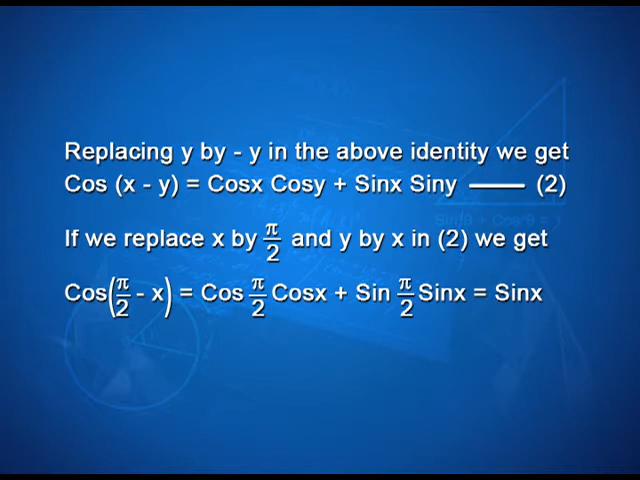 Replacing y by - y in the above identity we get
Cos (x - y) = Cosx Cosy + Sinx Siny —— (2)
If we replace x by π/2 and y by x in (2) we get
Cos(π/2 - x) = Cos π/2 Cosx + Sin π/2 Sinx = Sinx